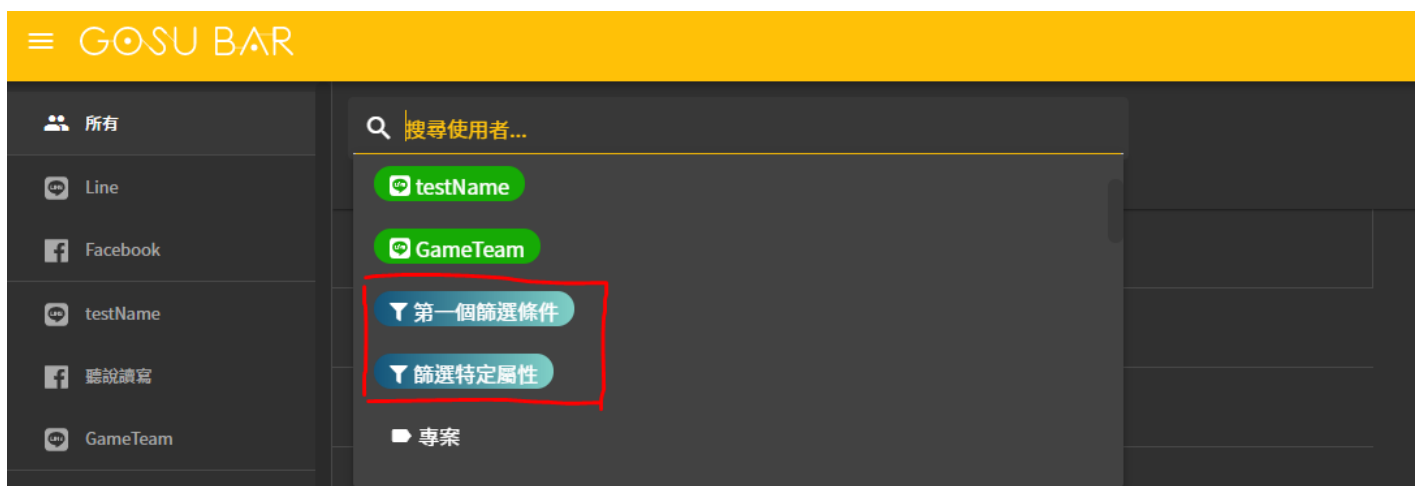 GOSU BAR
所有
Line
Facebook
testName
聽說讀寫
GameTeam
搜尋使用者...
testName
GameTeam
第一個篩選條件
篩選特定屬性
專案